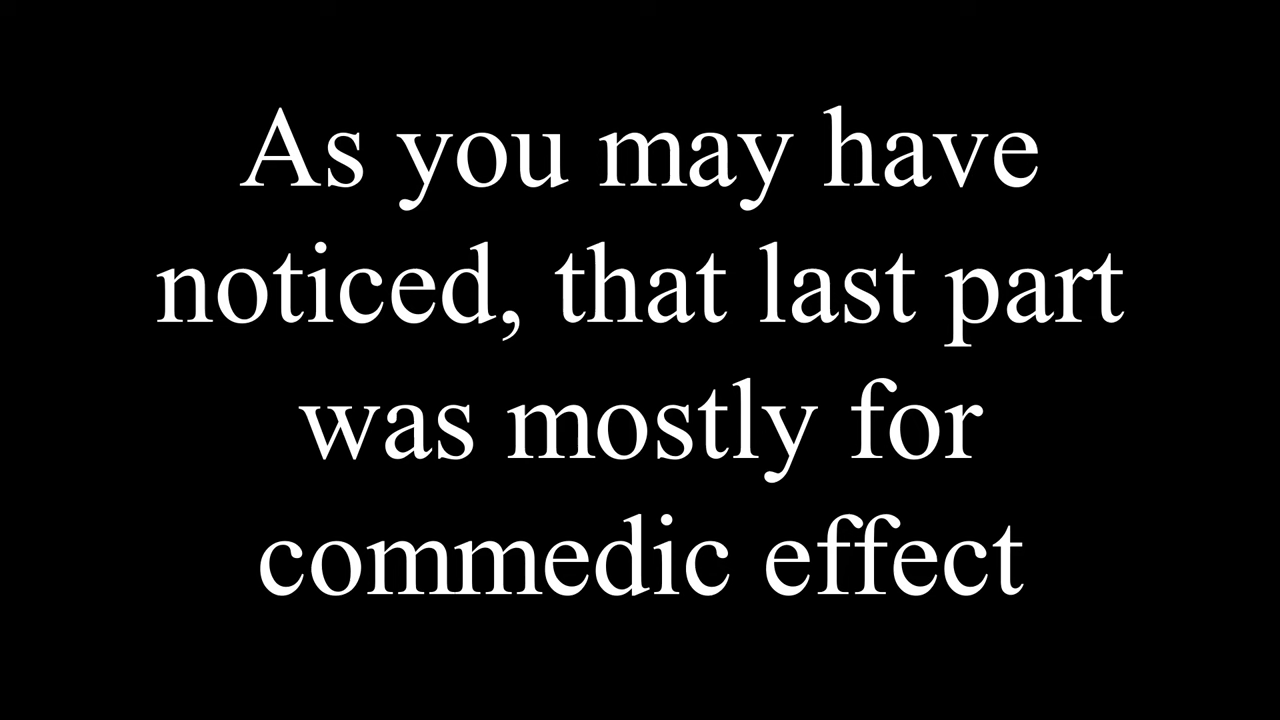 As you may have
noticed, that last part
was mostly for
commedic effect